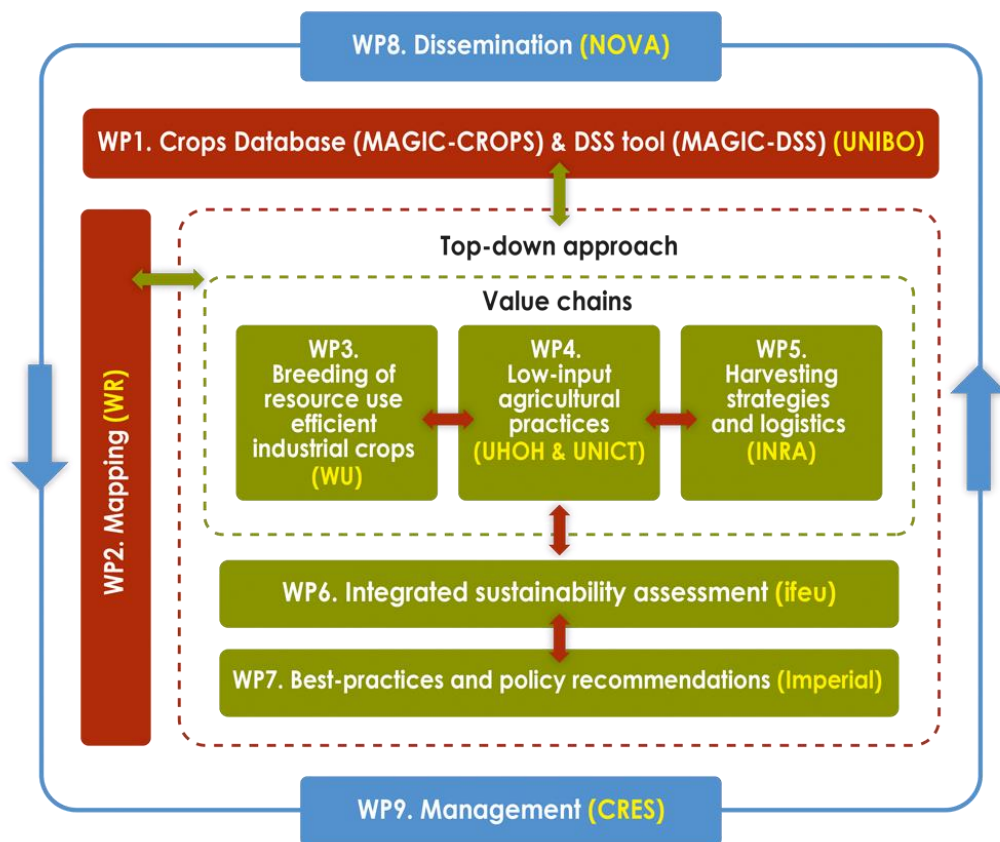 WP8. Dissemination (NOVA)
WP1. Crops Database (MAGIC-CROPS) & DSS tool (MAGIC-DSS) (UNIBO)
WP2. Mapping (WR)
Top-down approach
Value chains
WP3.
Breeding of
resource use
efficient
industrial crops
(WU)
WP4.
Low-input
agricultural
practices
(UHOH & UNICT)
WP5.
Harvesting
strategies
and logistics
(INRA)
WP6. Integrated sustainability assessment (ifeu)
WP7. Best-practices and policy recommendations (Imperial)
WP9. Management (CRES)